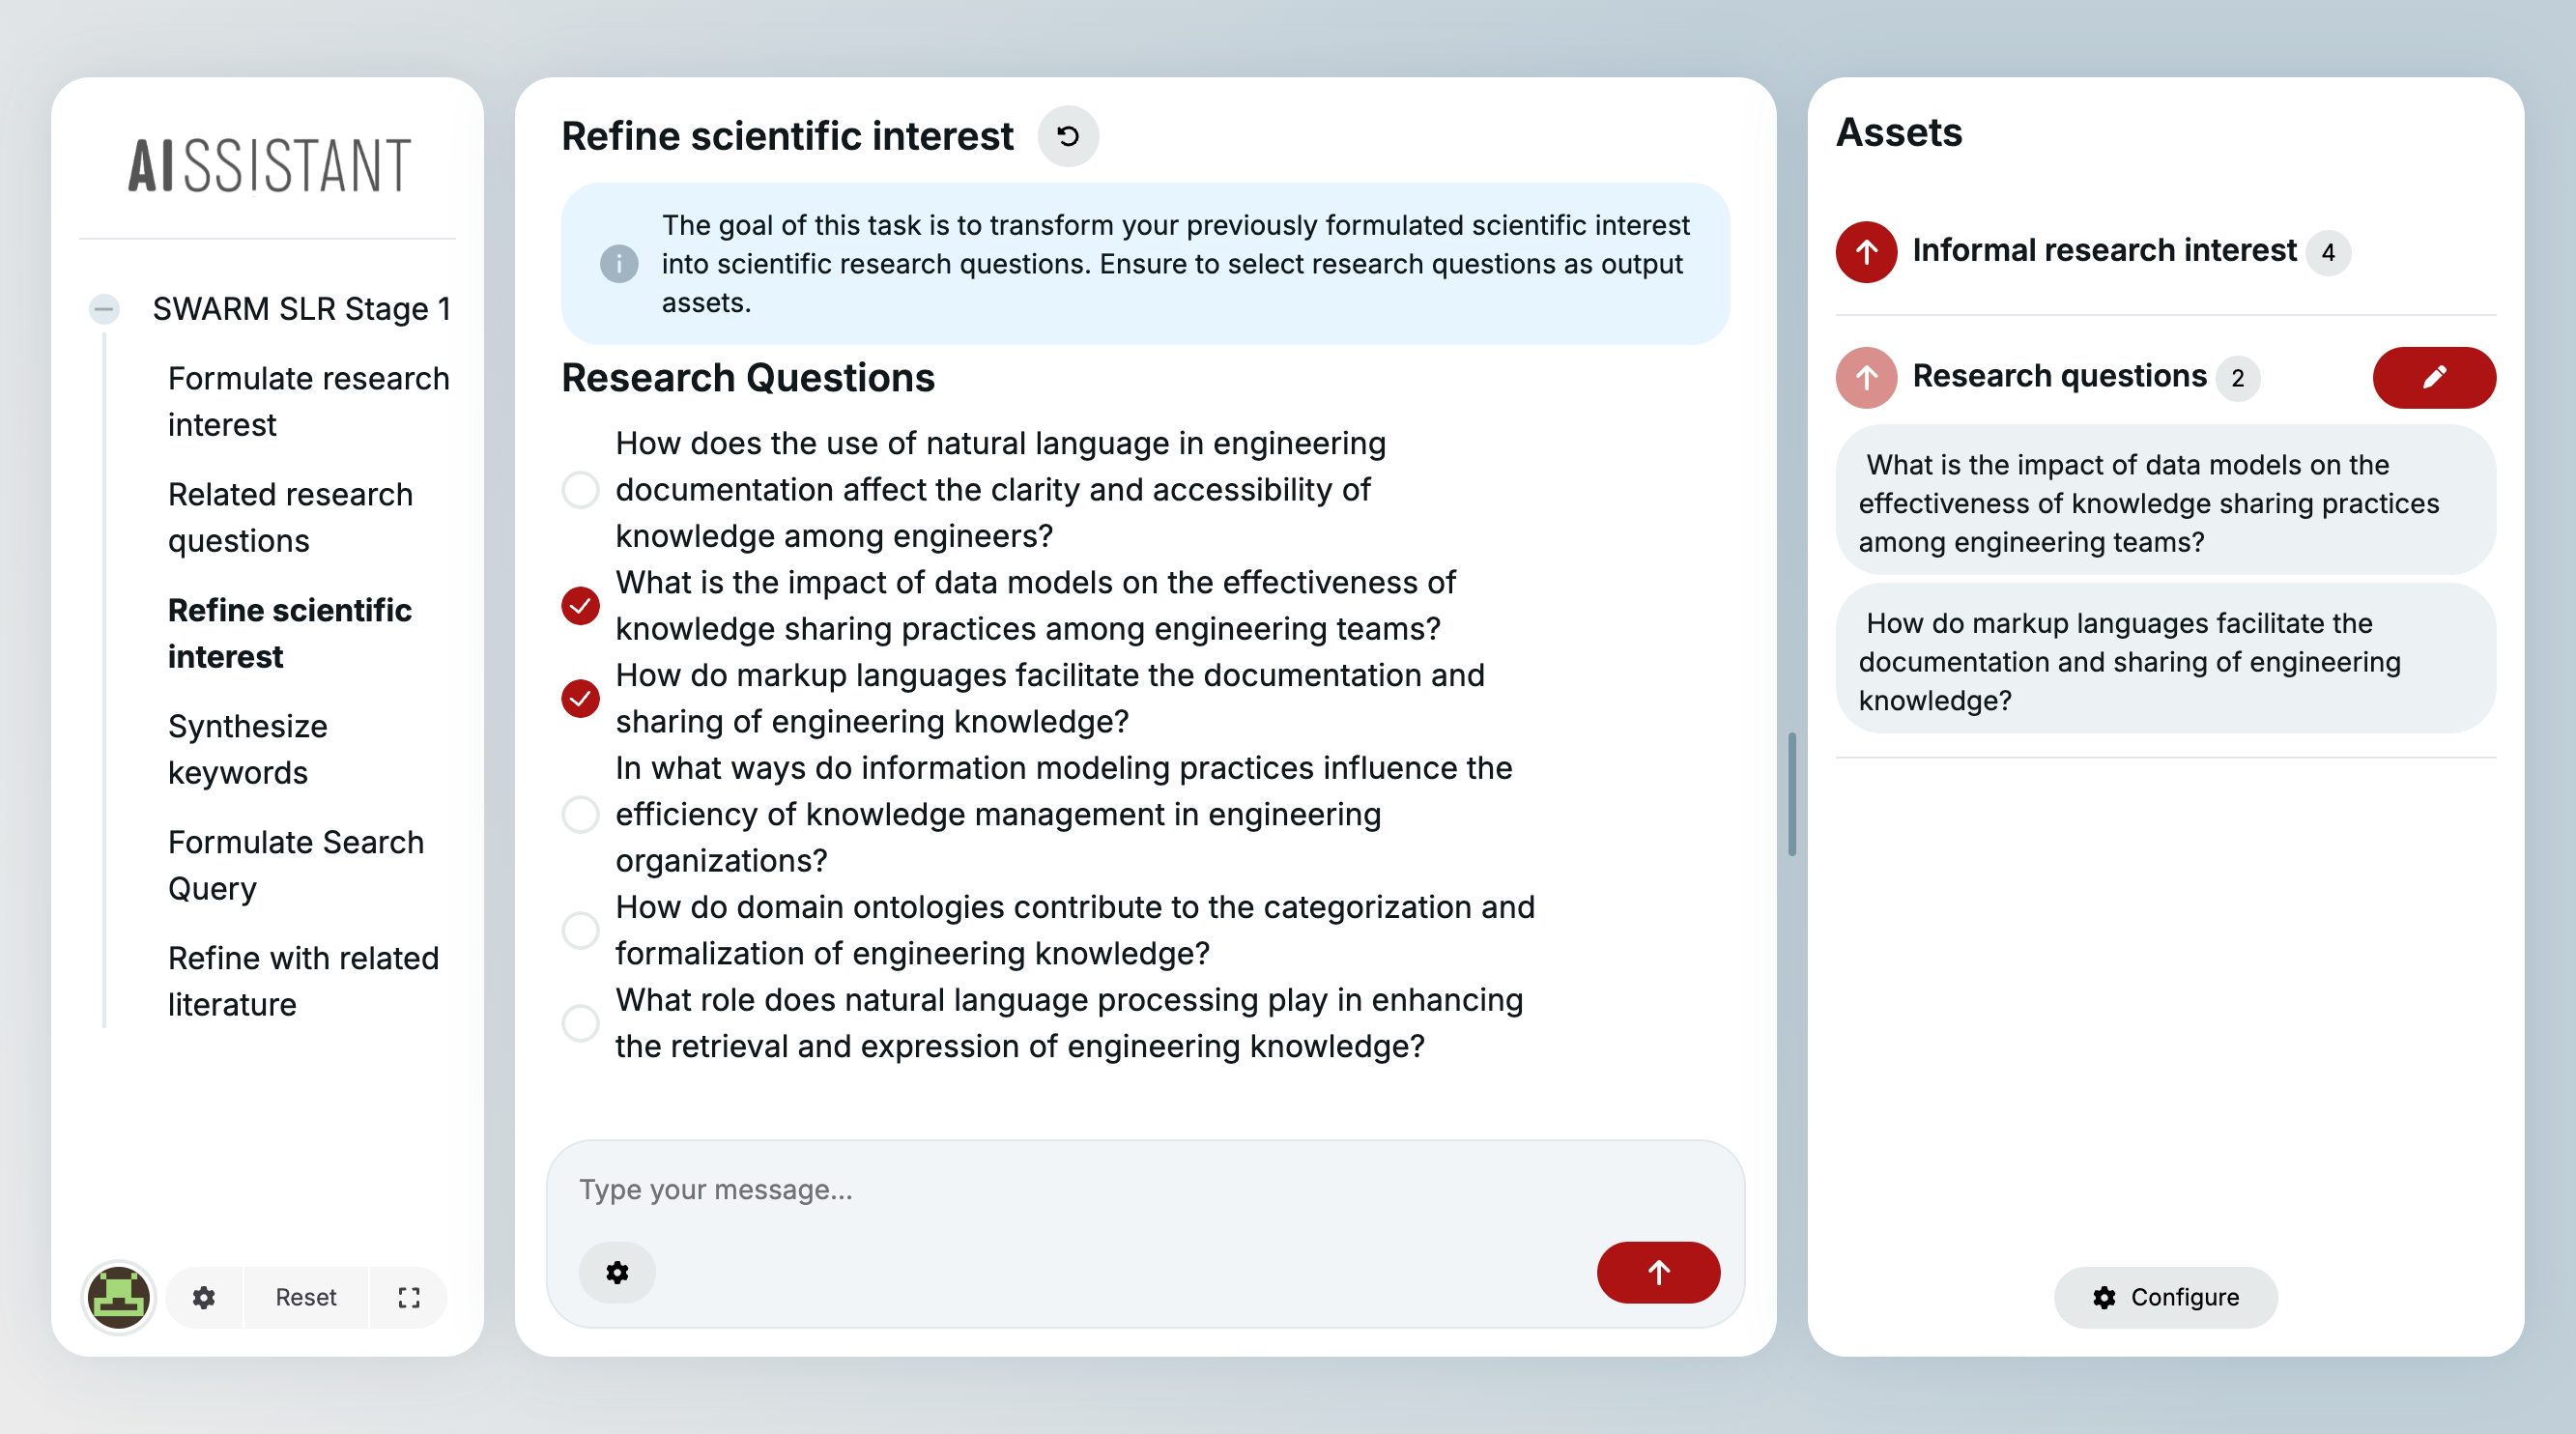 AISSISTANT
SWARM SLR Stage 1
Formulate research
interest
Related research
questions
Refine scientific
interest
Synthesize
keywords
Formulate Search
Query
Refine with related
literature
Reset
Refine scientific interest
The goal of this task is to transform your previously formulated scientific interest
into scientific research questions. Ensure to select research questions as output
assets.
Research Questions
How does the use of natural language in engineering
documentation affect the clarity and accessibility of
knowledge among engineers?
What is the impact of data models on the effectiveness of
knowledge sharing practices among engineering teams?
How do markup languages facilitate the documentation and
sharing of engineering knowledge?
In what ways do information modeling practices influence the
efficiency of knowledge management in engineering
organizations?
How do domain ontologies contribute to the categorization and
formalization of engineering knowledge?
What role does natural language processing play in enhancing
the retrieval and expression of engineering knowledge?
Type your message...
Assets
Informal research interest 4
Research questions 2
What is the impact of data models on the
effectiveness of knowledge sharing practices
among engineering teams?
How do markup languages facilitate the
documentation and sharing of engineering
knowledge?
Configure